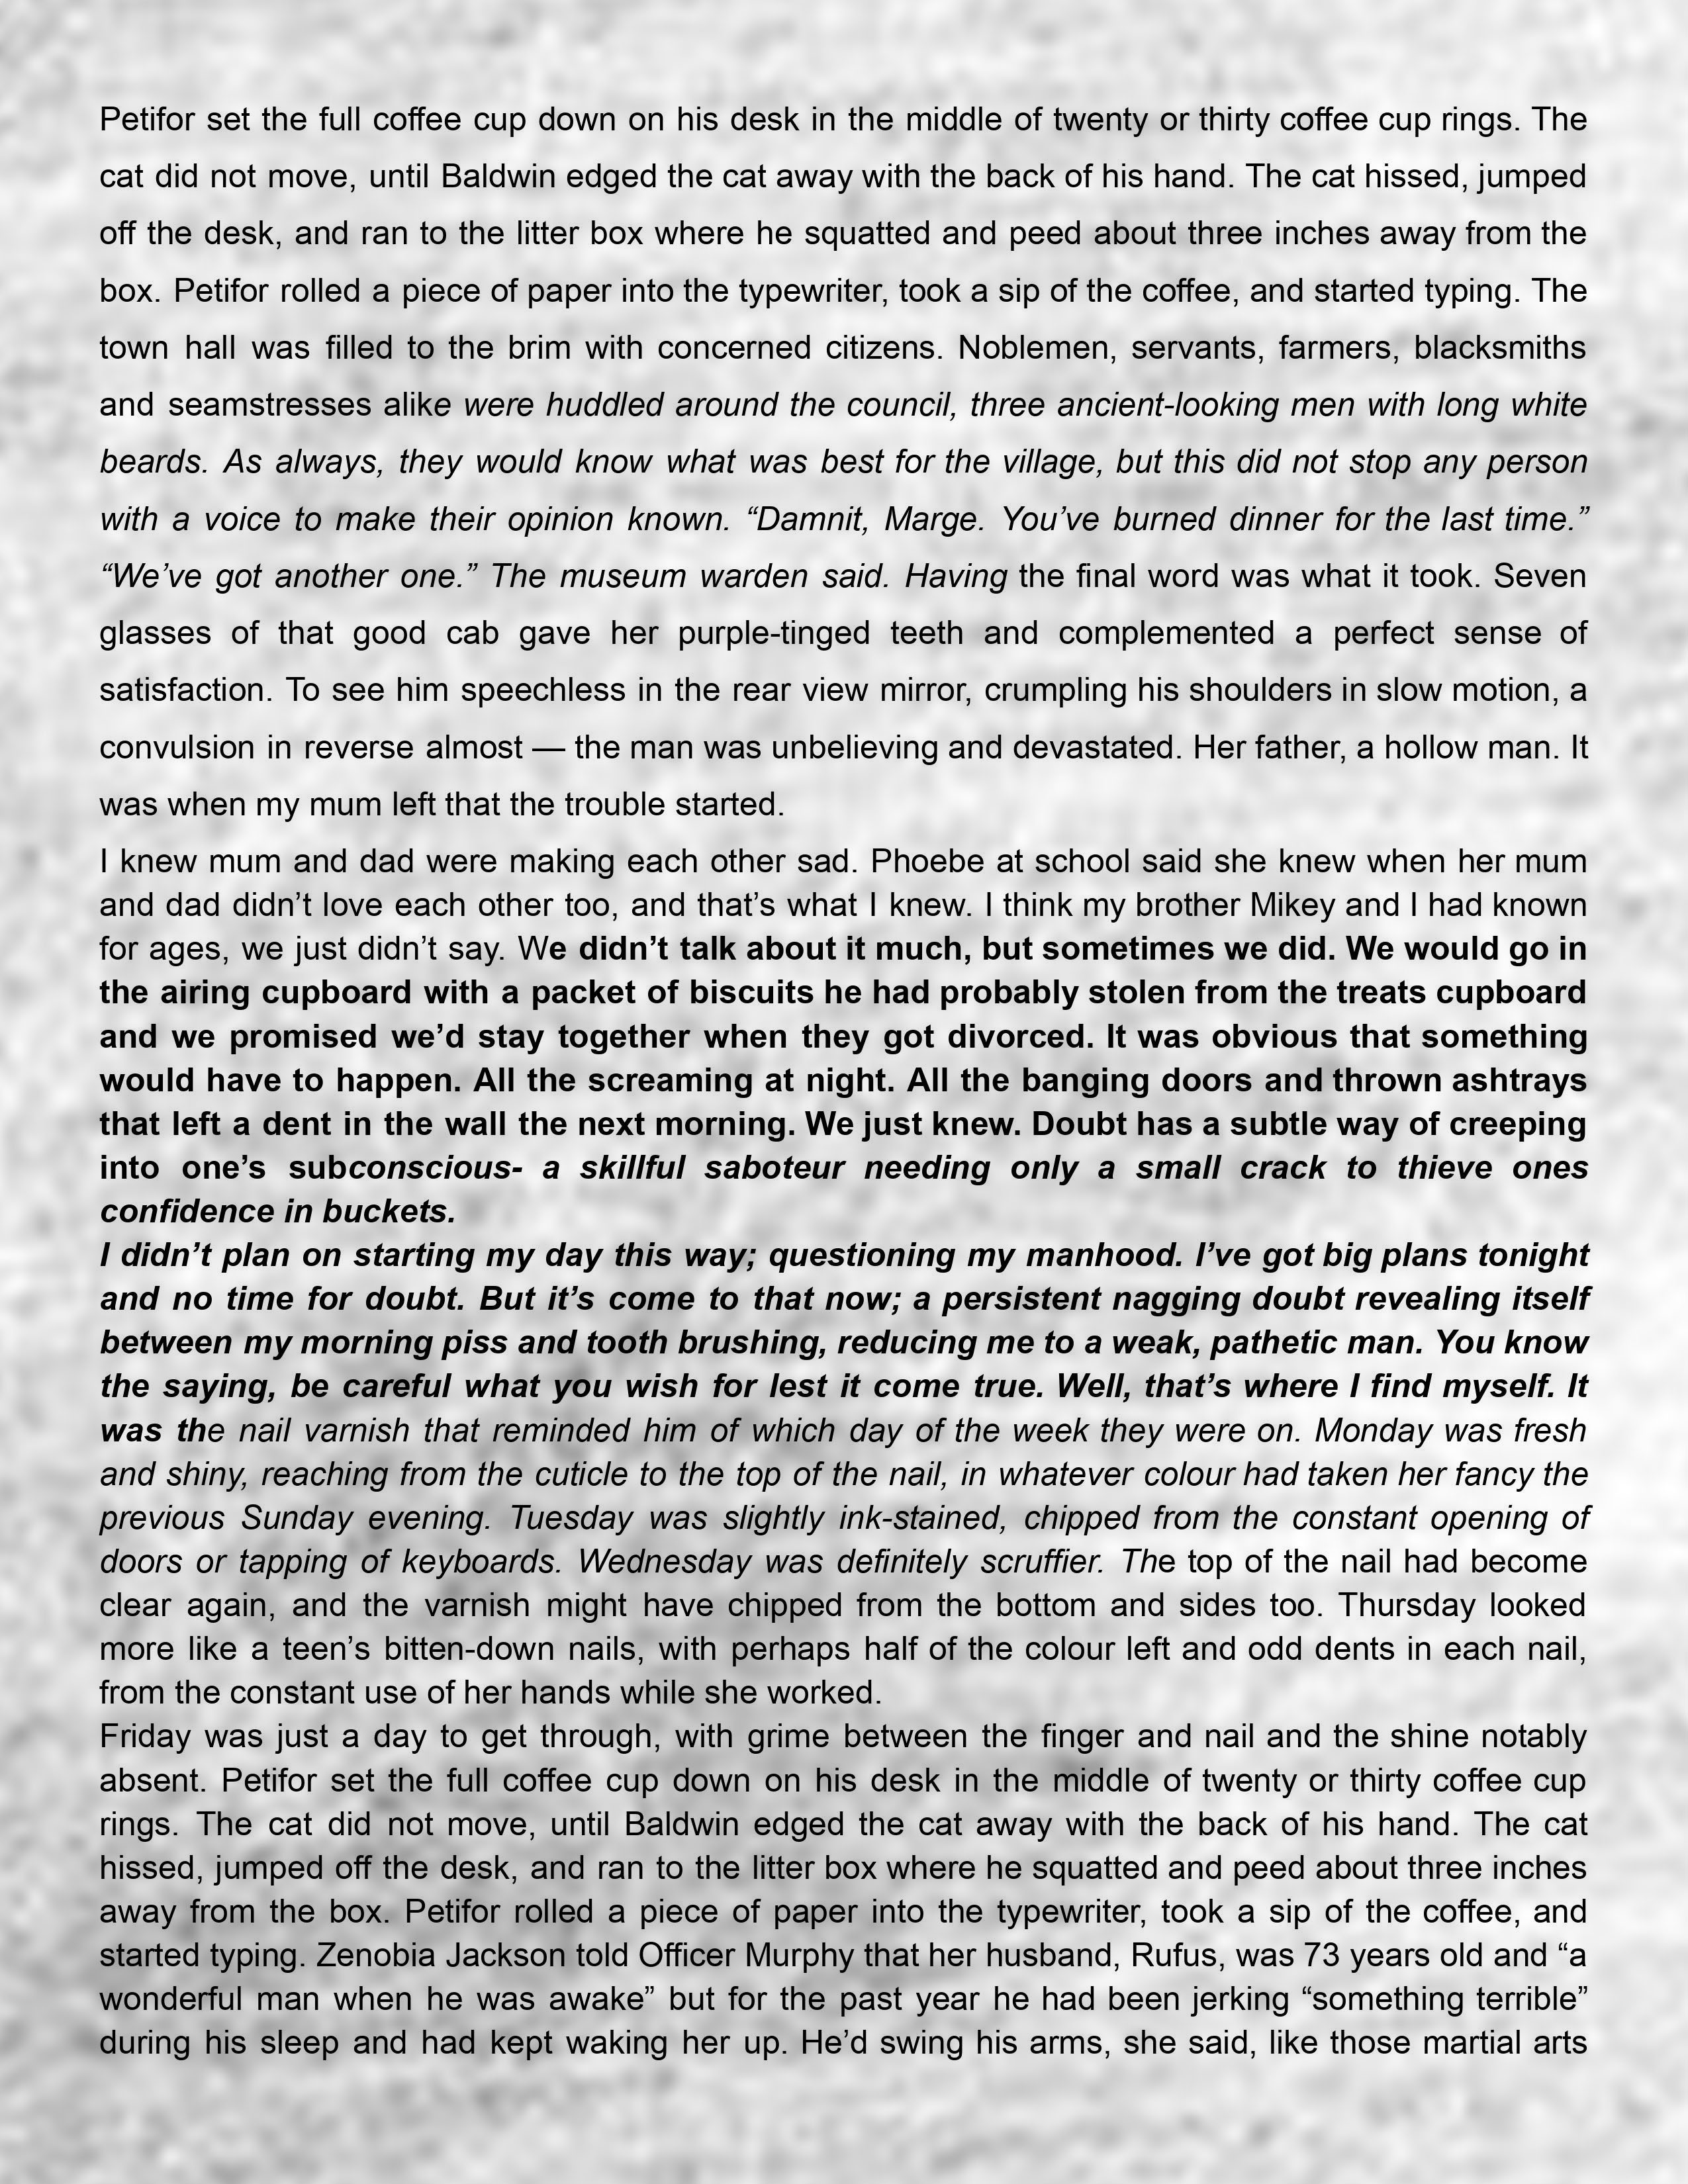 Petifor set the full coffee cup down on his desk in the middle of twenty or thirty coffee cup rings. The
cat did not move, until Baldwin edged the cat away with the back of his hand. The cat hissed, jumped
off the desk, and ran to the litter box where he squatted and peed about three inches away from the
box. Petifor rolled a piece of paper into the typewriter, took a sip of the coffee, and started typing. The
town hall was filled to the brim with concerned citizens. Noblemen, servants, farmers, blacksmiths
and seamstresses alike were huddled around the council, three ancient-looking men with long white
beards. As always, they would know what was best for the village, but this did not stop any person
with a voice to make their opinion known. “Damnit, Marge. You’ve burned dinner for the last time.”
“We’ve got another one.” The museum warden said. Having the final word was what it took. Seven
glasses of that good cab gave her purple-tinged teeth and complemented a perfect sense of
satisfaction. To see him speechless in the rear view mirror, crumpling his shoulders in slow motion, a
convulsion in reverse almost — the man was unbelieving and devastated. Her father, a hollow man. It
was when my mum left that the trouble started.
I knew mum and dad were making each other sad. Phoebe at school said she knew when her mum
and dad didn’t love each other too, and that’s what I knew. I think my brother Mikey and I had known
for ages, we just didn’t say. We didn’t talk about it much, but sometimes we did. We would go in
the airing cupboard with a packet of biscuits he had probably stolen from the treats cupboard
and we promised we’d stay together when they got divorced. It was obvious that something
would have to happen. All the screaming at night. All the banging doors and thrown ashtrays
that left a dent in the wall the next morning. We just knew. Doubt has a subtle way of creeping
into one’s subconscious- a skillful saboteur needing only a small crack to thieve ones
confidence in buckets.
I didn’t plan on starting my day this way; questioning my manhood. I’ve got big plans tonight
and no time for doubt. But it’s come to that now; a persistent nagging doubt revealing itself
between my morning piss and tooth brushing, reducing me to a weak, pathetic man. You know
the saying, be careful what you wish for lest it come true. Well, that’s where I find myself. It
was the nail varnish that reminded him of which day of the week they were on. Monday was fresh
and shiny, reaching from the cuticle to the top of the nail, in whatever colour had taken her fancy the
previous Sunday evening. Tuesday was slightly ink-stained, chipped from the constant opening of
doors or tapping of keyboards. Wednesday was definitely scruffier. The top of the nail had become
clear again, and the varnish might have chipped from the bottom and sides too. Thursday looked
more like a teen’s bitten-down nails, with perhaps half of the colour left and odd dents in each nail,
from the constant use of her hands while she worked.
Friday was just a day to get through, with grime between the finger and nail and the shine notably
absent. Petifor set the full coffee cup down on his desk in the middle of twenty or thirty coffee cup
rings. The cat did not move, until Baldwin edged the cat away with the back of his hand. The cat
hissed, jumped off the desk, and ran to the litter box where he squatted and peed about three inches
away from the box. Petifor rolled a piece of paper into the typewriter, took a sip of the coffee, and
started typing. Zenobia Jackson told Officer Murphy that her husband, Rufus, was 73 years old and “a
wonderful man when he was awake” but for the past year he had been jerking “something terrible”
during his sleep and had kept waking her up. He’d swing his arms, she said, like those martial arts